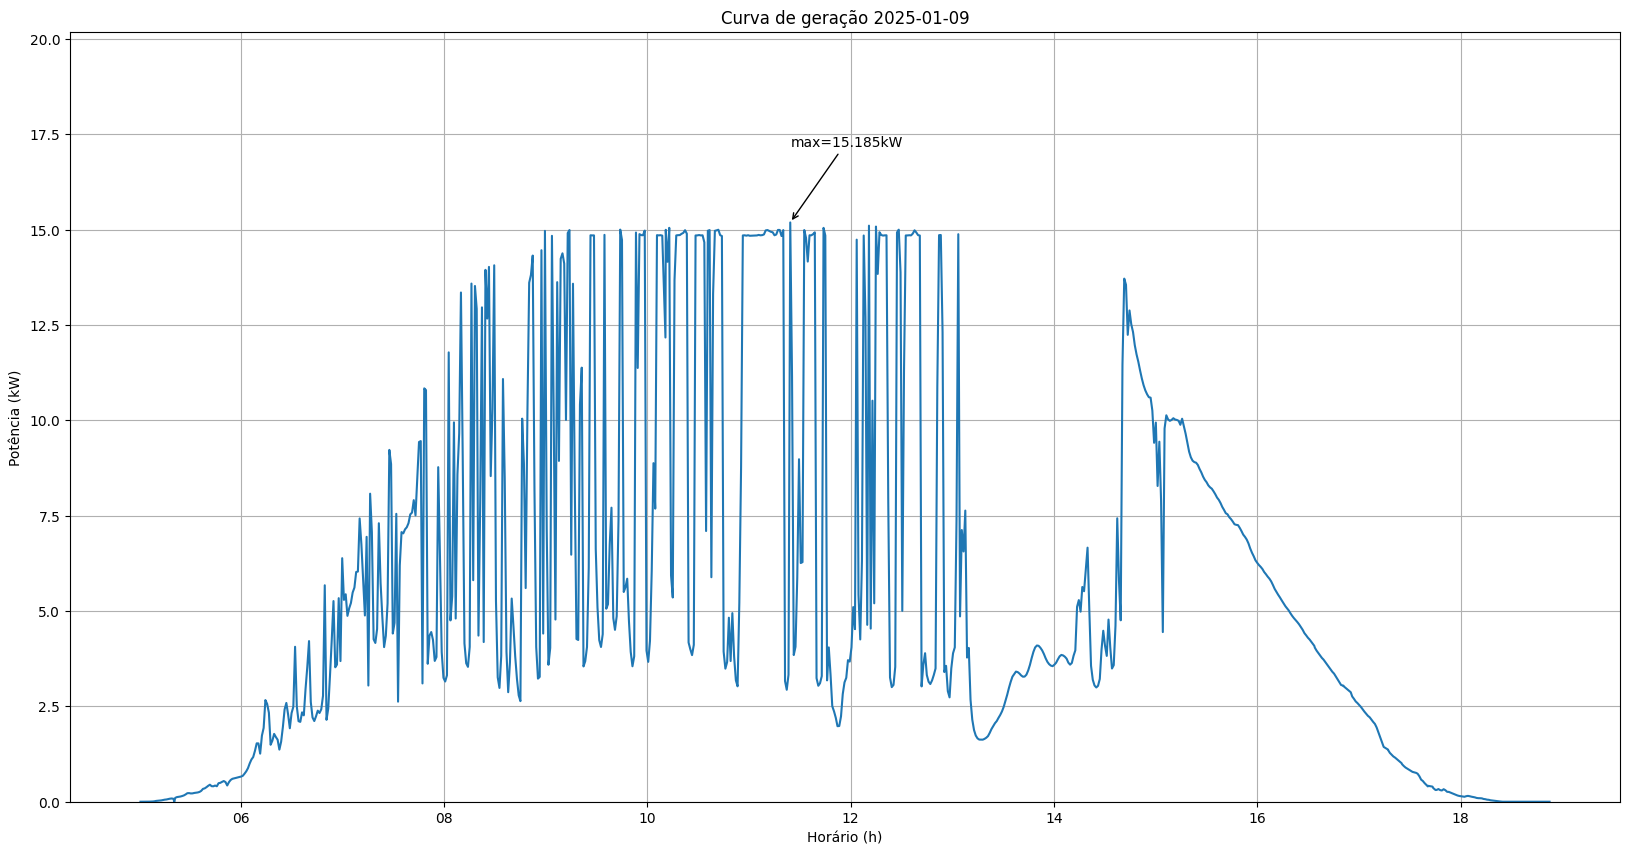 Curva de geração 2025-01-09
20.0
17.5
max=15.185kW
15.0
12.5
10.0
7.5
5.0
2.5
0.0
Potência (kW)
06 08 10 12 14 16 18
Horário (h)